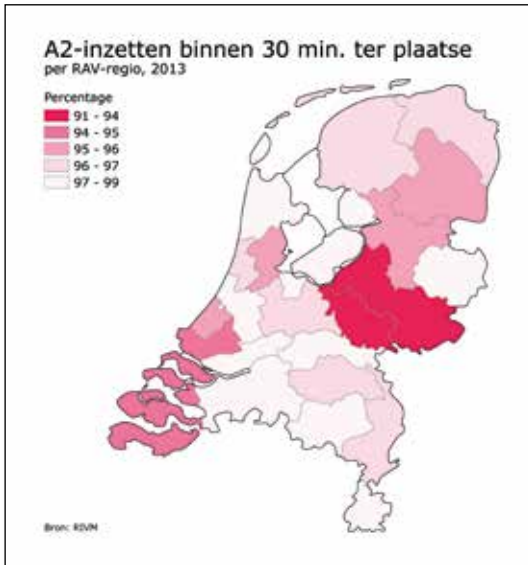 A2-inzetten binnen 30 min. ter plaatse
per RAV-regio, 2013
Percentage
91 - 94
94 - 95
95 - 96
96 - 97
97 - 99
Bron: RIVM